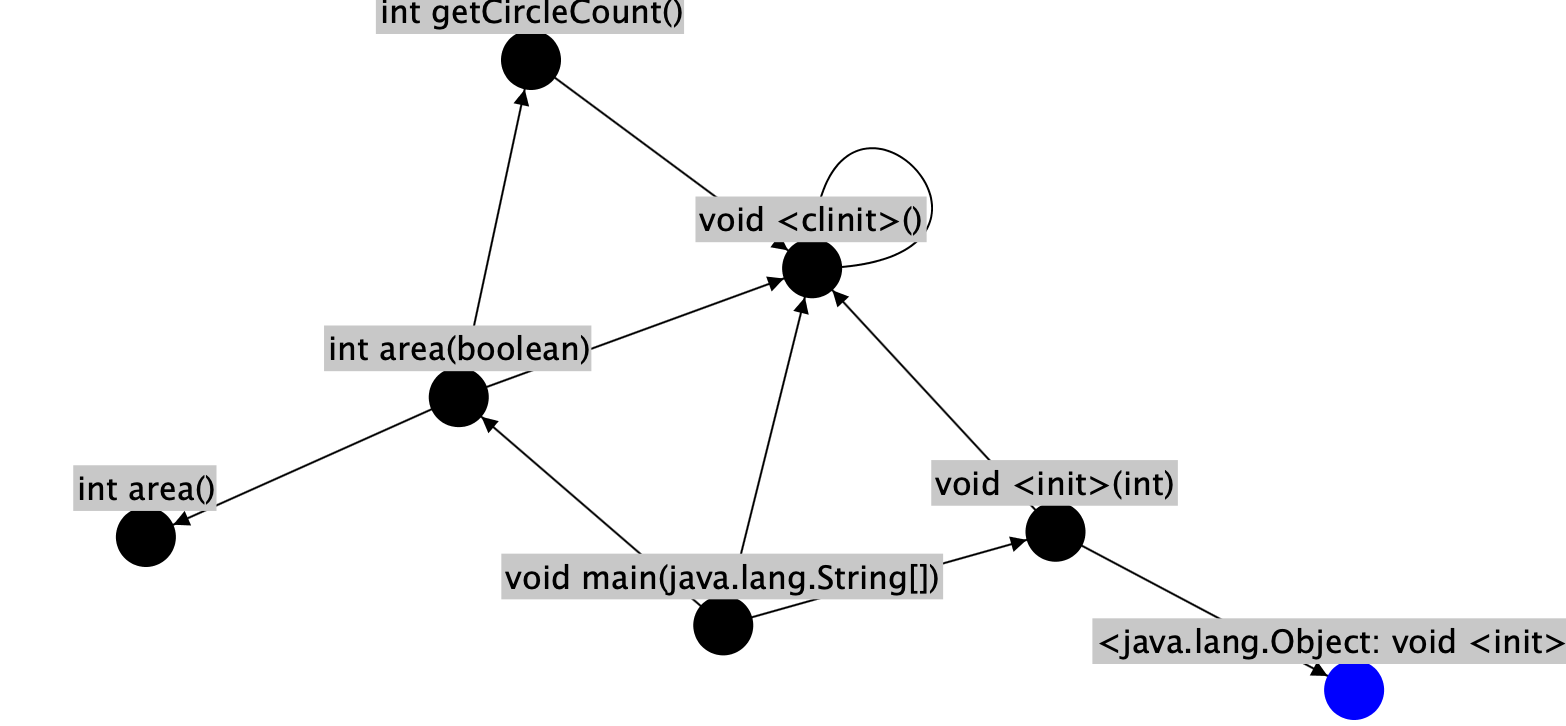 int getCircleCount()
void <clinit>()
int area(boolean)
int area()
void <init>(int)
void main(java.lang.String[])
<java.lang.Object: void <init>